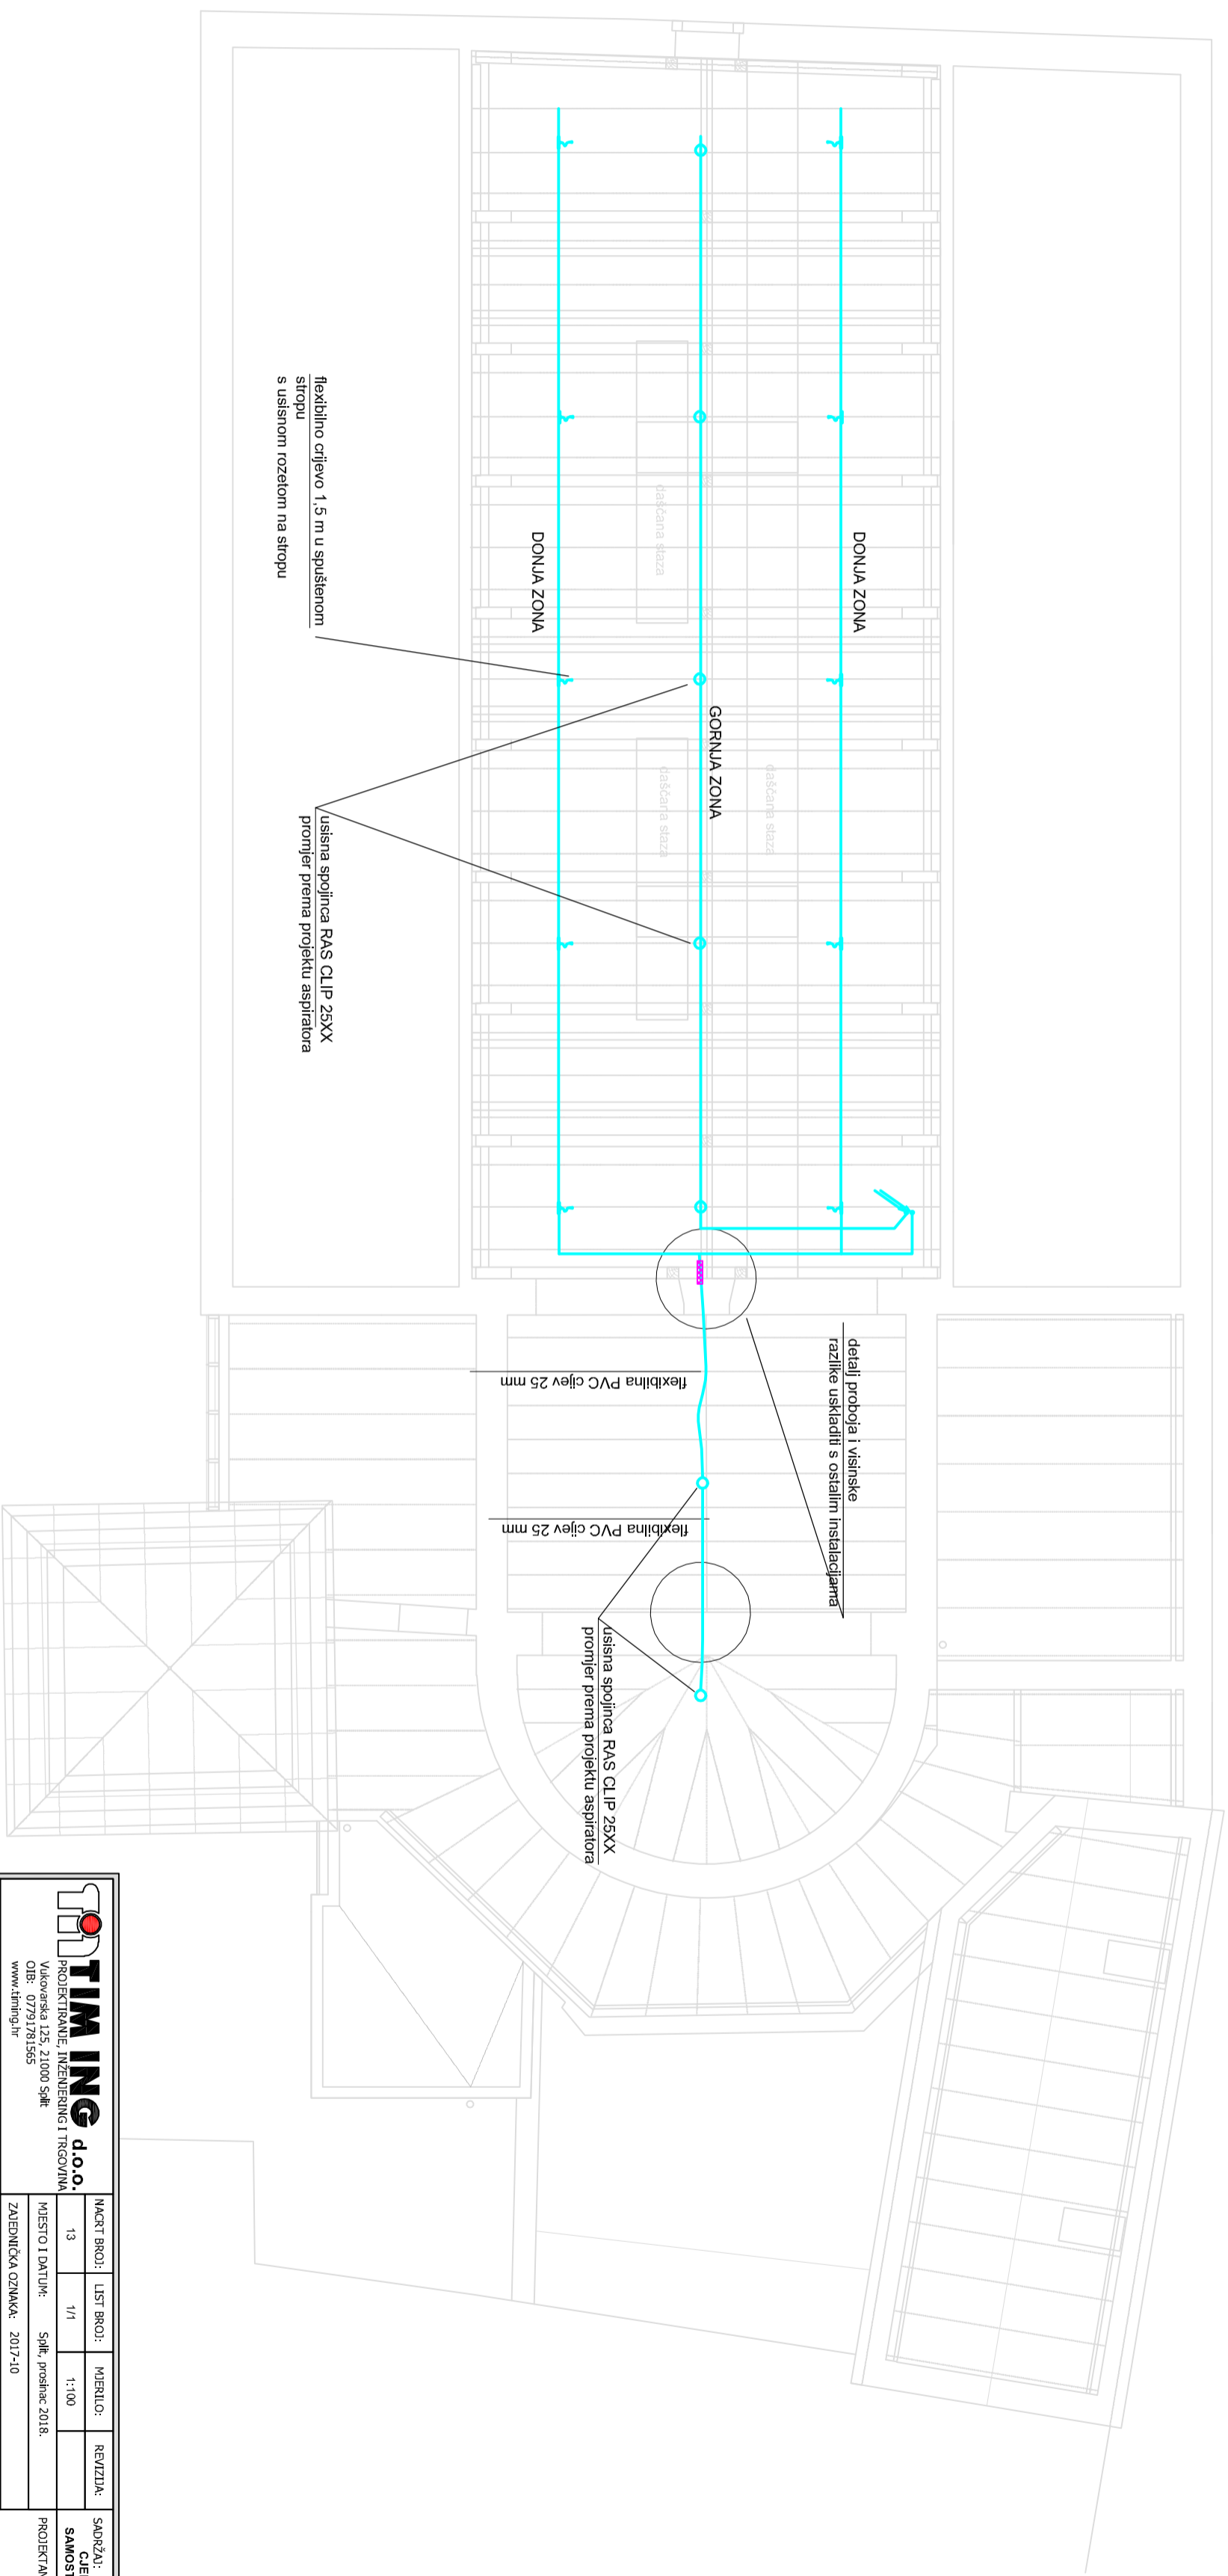 flexibilno crijevo 1,5 m u spuštenom
stropu
s usisnom rozetom na stropu
DONJA ZONA
DONJA ZONA
GORNJA ZONA
daščana staza
daščana staza
daščana staza
usisna spojinca RAS CLIP 25XX
promjer prema projektu aspiratora
detalj proboja i visinske
razlike uskladiti s ostalim instalacijama
flexibilna PVC cijev 25 mm
flexibilna PVC cijev 25 mm
usisna spojinca RAS CLIP 25XX
promjer prema projektu aspiratora
TIM ING d.o.o.
PROJEKTIRANJE, INŽENJERING I TRGOVINA
Vukovarska 125, 21000 Split
OIB: 07791781565
www.timing.hr
NACRT BROJ: LIST BROJ: MJERILO: REVIZIJA:
13 1/1 1:100
MJESTO I DATUM: Split, prosinac 2018.
ZAJEDNIČKA OZNAKA: 2017-10
SADRŽAJ: